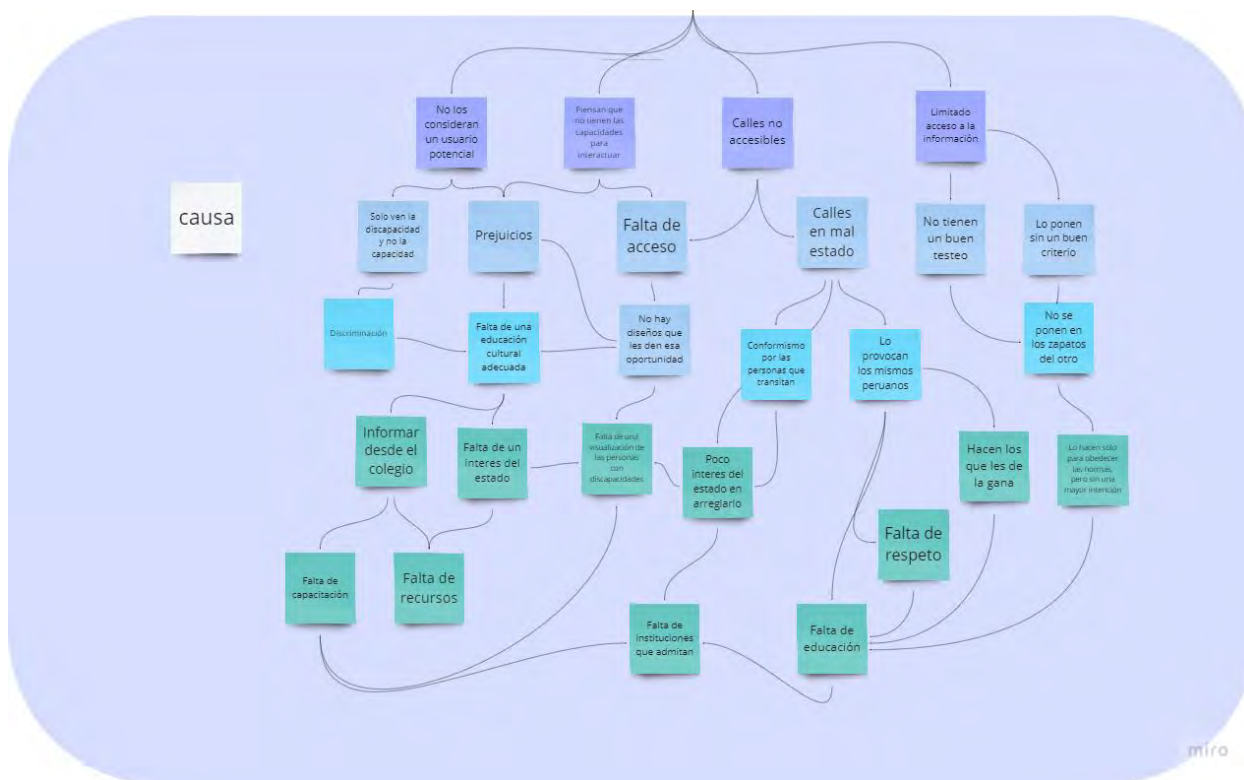 No los
consideran
un usuario
potencial
Piensan que
no tienen las
capacidades
para
interactuar
Calles no
accesibles
Limitado
acceso a la
información
causa
Solo ven la
discapacidad
y no la
capacidad
Prejuicios
Falta de
acceso
Calles
en mal
estado
No tienen
un buen
testeo
Lo ponen
sin un buen
criterio
Discriminación
Falta de una
educación
cultural
adecuada
No hay
diseños que
les den esa
oportunidad
Conformismo
por las
personas que
transitan
Lo
provocan
los mismos
peruanos
No se
ponen en
los zapatos
del otro
Informar
desde el
colegio
Falta de un
interes del
estado
Falta de una
visualización de
las personas
con
discapacidades
Poco
interes del
estado en
arreglarlo
Hacen los
que les de
la gana
Lo hacen solo
para obedecer
las normas,
pero sin una
mayor intensión
Falta de
capacitación
Falta de
recursos
Falta de
respeto
Falta de
instituciones
que admitan
Falta de
educación
miro